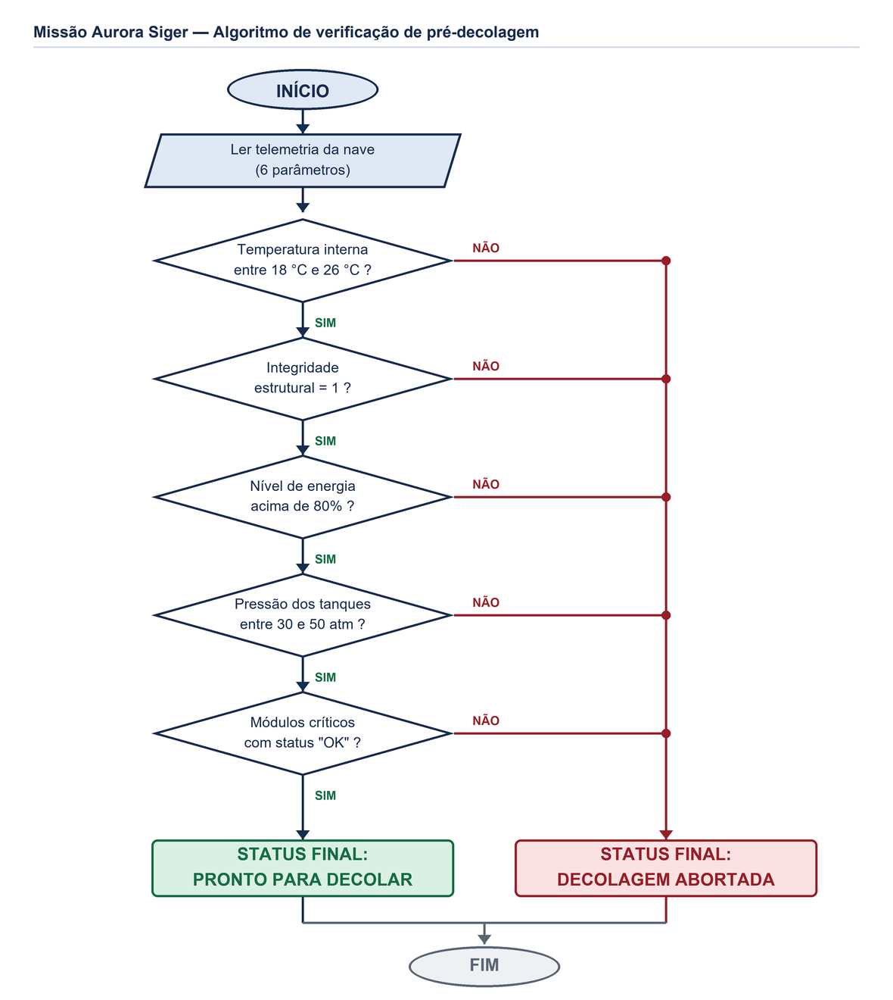 Missão Aurora Siger — Algoritmo de verificação de pré-decolagem
INÍCIO
Ler telemetria da nave
(6 parâmetros)
Temperatura interna
entre 18 °C e 26 °C ?
NÃO
SIM
Integridade
estrutural = 1 ?
NÃO
SIM
Nível de energia
acima de 80% ?
NÃO
SIM
Pressão dos tanques
entre 30 e 50 atm ?
NÃO
SIM
Módulos críticos
com status "OK" ?
NÃO
SIM
STATUS FINAL:
PRONTO PARA DECOLAR
STATUS FINAL:
DECOLAGEM ABORTADA
FIM